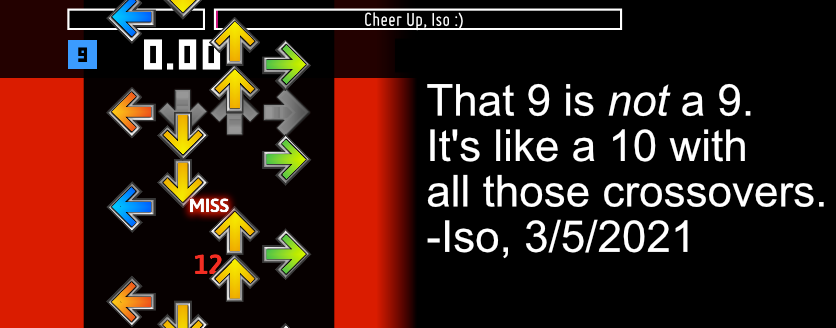 Cheer Up, Iso :)
9
0.00
That 9 is not a 9.
It's like a 10 with
all those crossovers.
-Iso, 3/5/2021
MISS
12